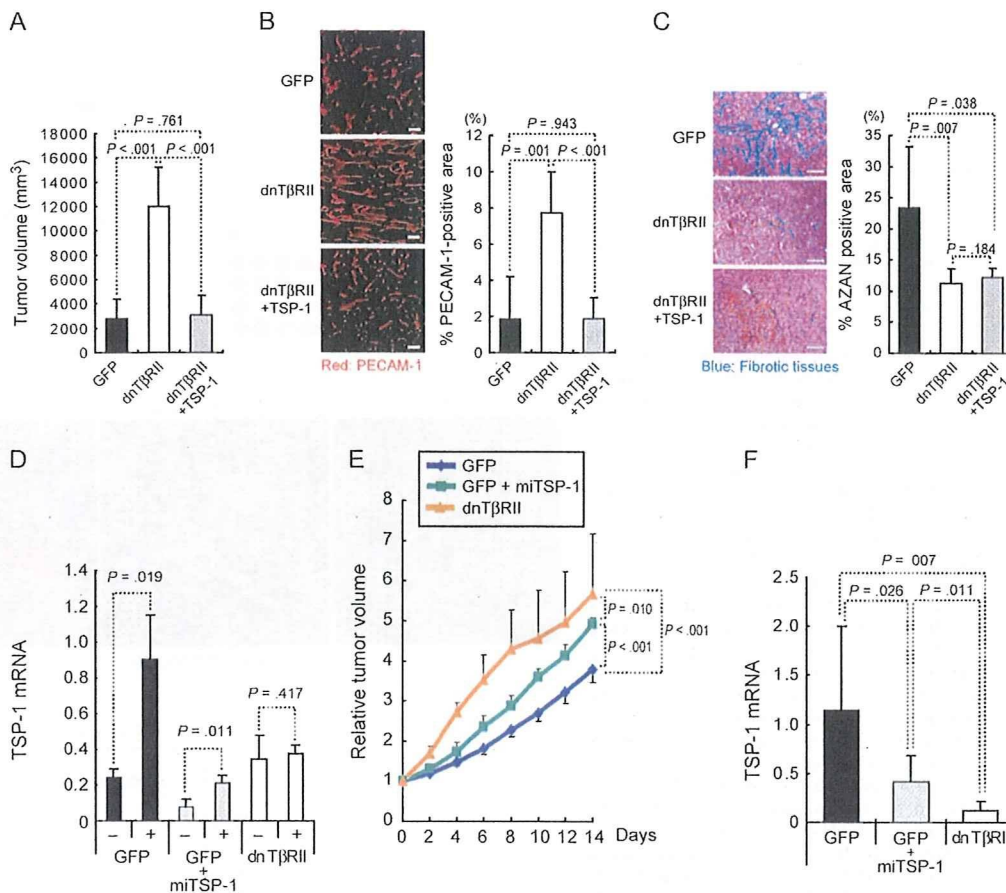 A
Tumor volume (mm³)
18000
16000
14000
12000
10000
8000
6000
4000
2000
0
. P = .761
P < .001
P < .001
GFP
dnTβRII
dnTβRII
+TSP-1
B
GFP
dnTβRII
dnTβRII
+TSP-1
Red: PECAM-1
% PECAM-1-positive area
(%)
12
10
8
6
4
2
0
P = .943
P = .001
P < .001
GFP
dnTβRII
dnTβRII
+TSP-1
C
GFP
dnTβRII
dnTβRII
+TSP-1
Blue: Fibrotic tissues
% AZAN positive area
(%)
35
30
25
20
15
10
5
0
P = .038
P = .007
P = .184
GFP
dnTβRII
dnTβRII
+TSP-1
D
TSP-1 mRNA
1.4
1.2
1.0
0.8
0.6
0.4
0.2
0.0
P = .019
P = .011
P = .417
– + – + – +
GFP
GFP
+
miTSP-1
dnTβRII
E
GFP
GFP + miTSP-1
dnTβRII
Relative tumor volume
8
7
6
5
4
3
2
1
0
P = .010
P < .001
P < .001
0 2 4 6 8 10 12 14 Days
F
TSP-1 mRNA
2.5
2.0
1.5
1.0
0.5
0
P = 007
P = .026
P = .011
GFP
GFP
+
miTSP-1
dnTβRI